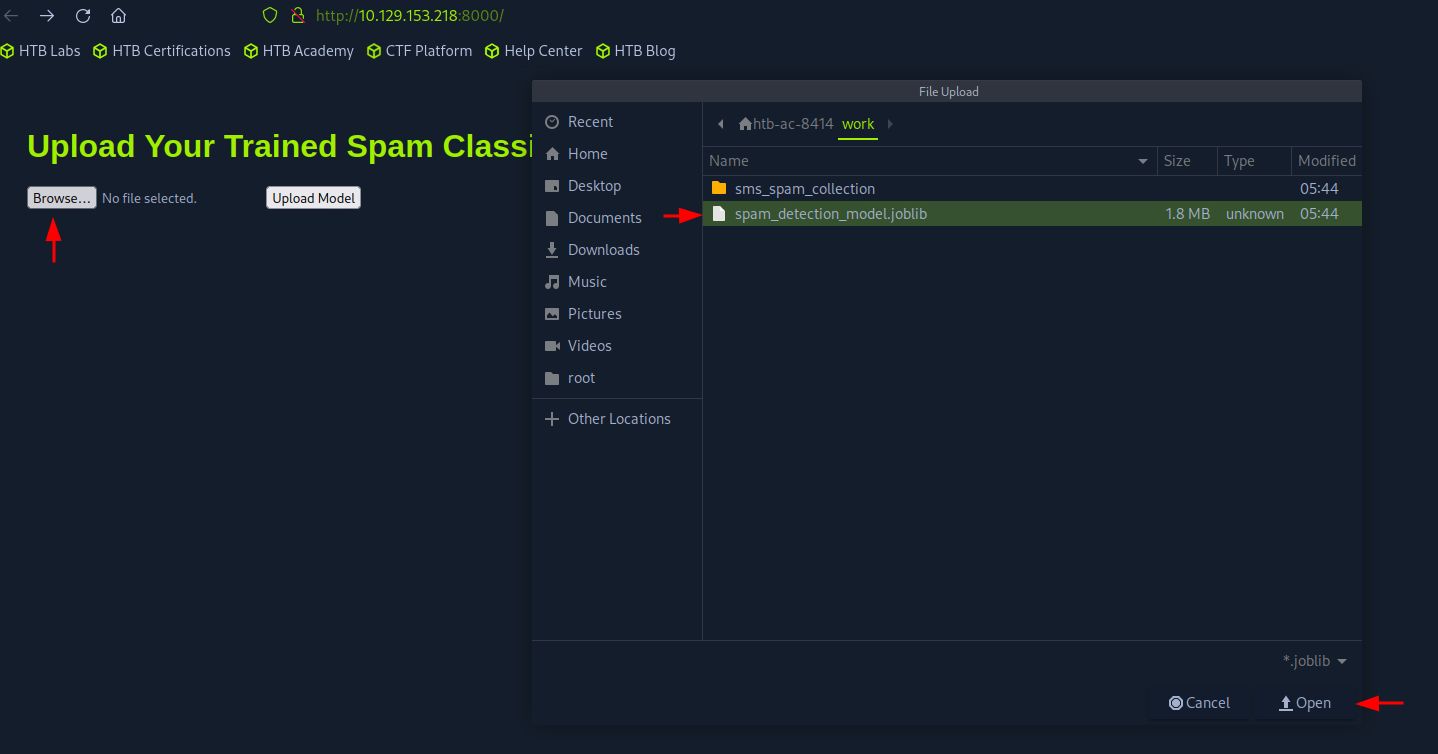 http://10.129.153.218:8000/
HTB Labs HTB Certifications HTB Academy CTF Platform Help Center HTB Blog
File Upload
Upload Your Trained Spam Classi
Browse... No file selected. Upload Model
Recent
Home
Desktop
Documents
Downloads
Music
Pictures
Videos
root
Other Locations
htb-ac-8414 work
Name Size Type Modified
sms_spam_collection 05:44
spam_detection_model.joblib 1.8 MB unknown 05:44
*.joblib
Cancel Open